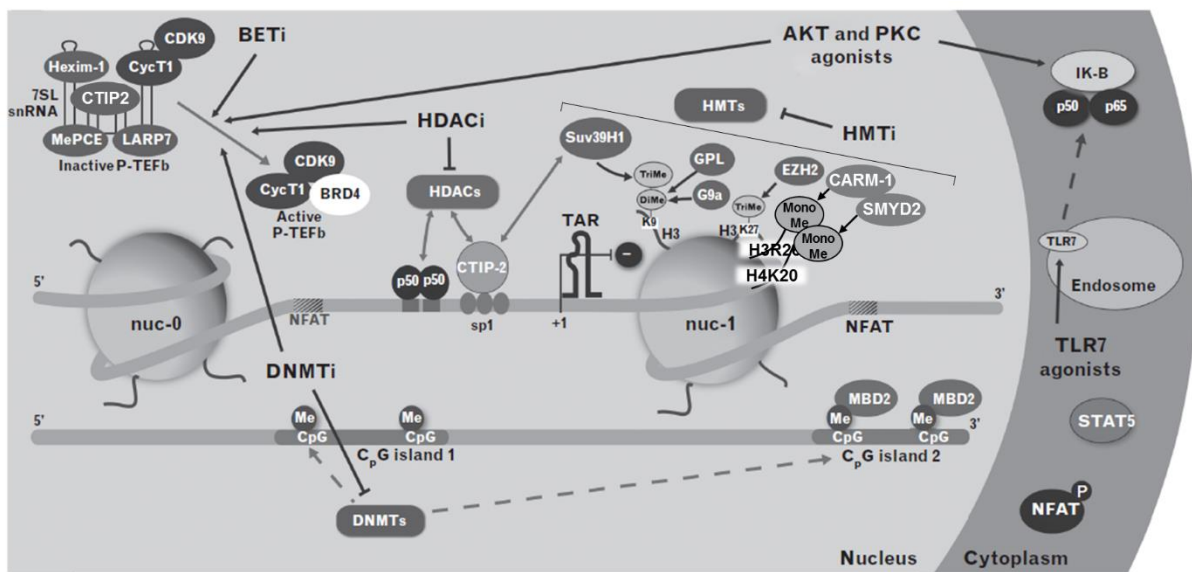 CDK9
BETi
AKT and PKC
agonists
Hexim-1
CycT1
IK-B
7SL
snRNA
CTIP2
p50
p65
HMTs
MePCE
LARP7
HDACi
Suv39H1
HMTi
Inactive P-TEFb
CDK9
GPL
EZH2
CARM-1
CycT1
BRD4
HDACs
TriMe
DiMe
G9a
TriMe
Mono
Me
SMYD2
Active
P-TEFb
TAR
K9
H3
H3
K27
Mono
Me
TLR7
CTIP-2
H3R26
H4K20
5'
p50
p50
–
Endosome
3'
nuc-0
NFAT
sp1
+1
nuc-1
NFAT
TLR7
agonists
DNMTi
MBD2
MBD2
5'
Me
Me
Me
Me
3'
STAT5
CpG
CpG
CpG
CpG
CpG island 1
CpG island 2
P
NFAT
DNMTs
Nucleus
Cytoplasm